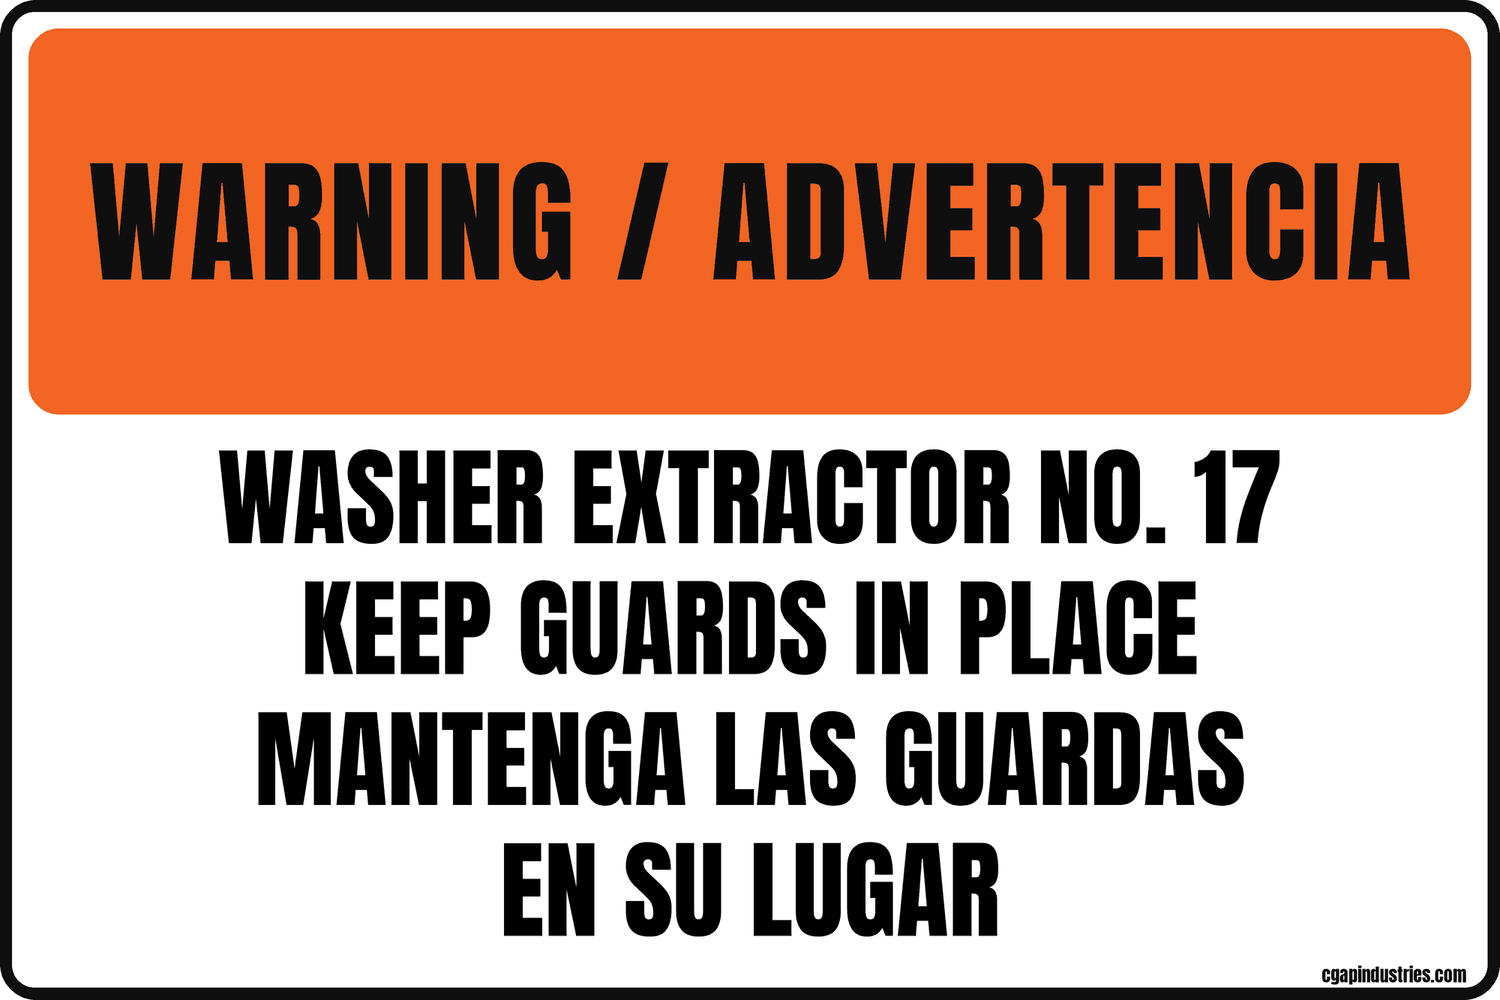 WARNING / ADVERTENCIA
WASHER EXTRACTOR NO. 17
KEEP GUARDS IN PLACE
MANTENGA LAS GUARDAS
EN SU LUGAR
cgapindustries.com